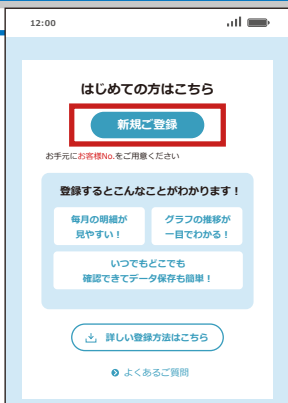 12:00
はじめての方はこちら
新規ご登録
お手元にお客様No.をご用意ください
登録するとこんなことがわかります！
毎月の明細が
見やすい！
グラフの推移が
一目でわかる！
いつでもどこでも
確認できてデータ保存も簡単！
詳しい登録方法はこちら
よくあるご質問